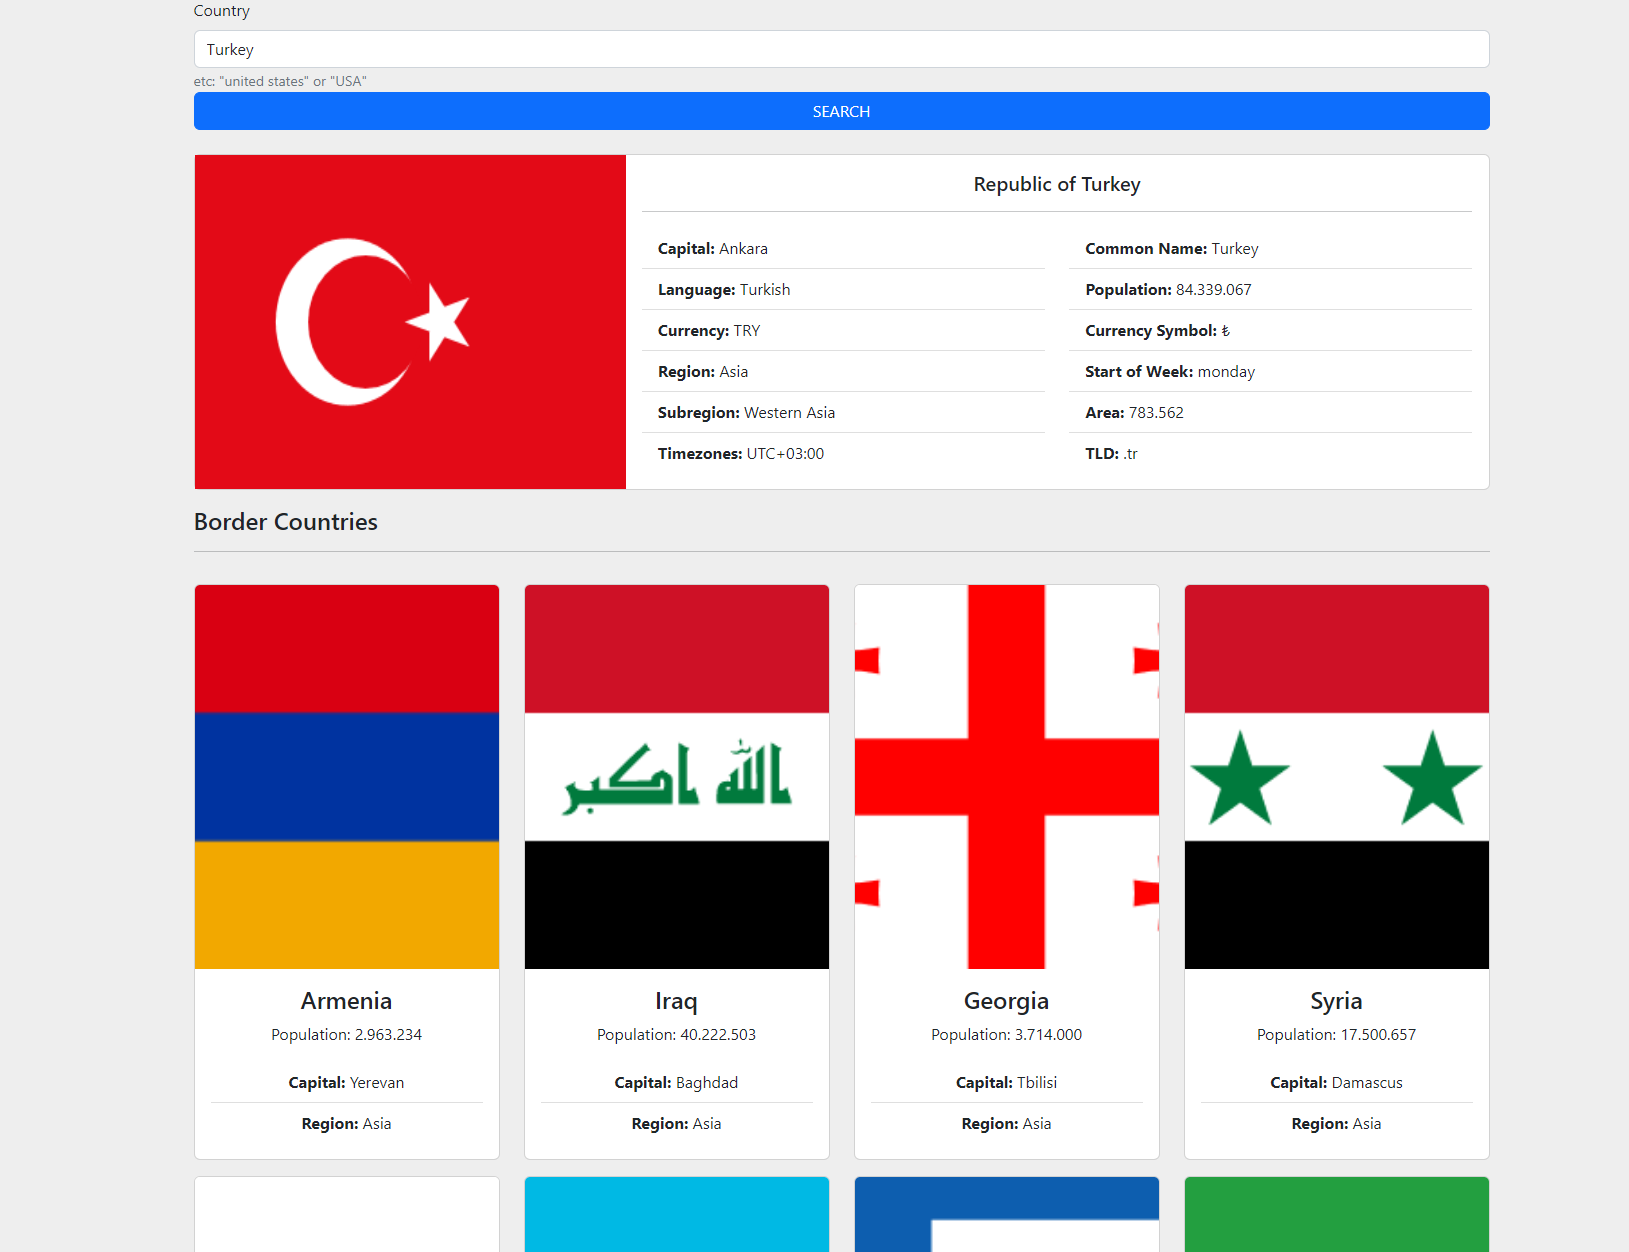 Country
Turkey
etc: "united states" or "USA"
SEARCH
Republic of Turkey
Capital: Ankara
Common Name: Turkey
Language: Turkish
Population: 84.339.067
Currency: TRY
Currency Symbol: ₺
Region: Asia
Start of Week: monday
Subregion: Western Asia
Area: 783.562
Timezones: UTC+03:00
TLD: .tr
Border Countries
الله اكبر
Armenia
Population: 2.963.234
Capital: Yerevan
Region: Asia
Iraq
Population: 40.222.503
Capital: Baghdad
Region: Asia
Georgia
Population: 3.714.000
Capital: Tbilisi
Region: Asia
Syria
Population: 17.500.657
Capital: Damascus
Region: Asia